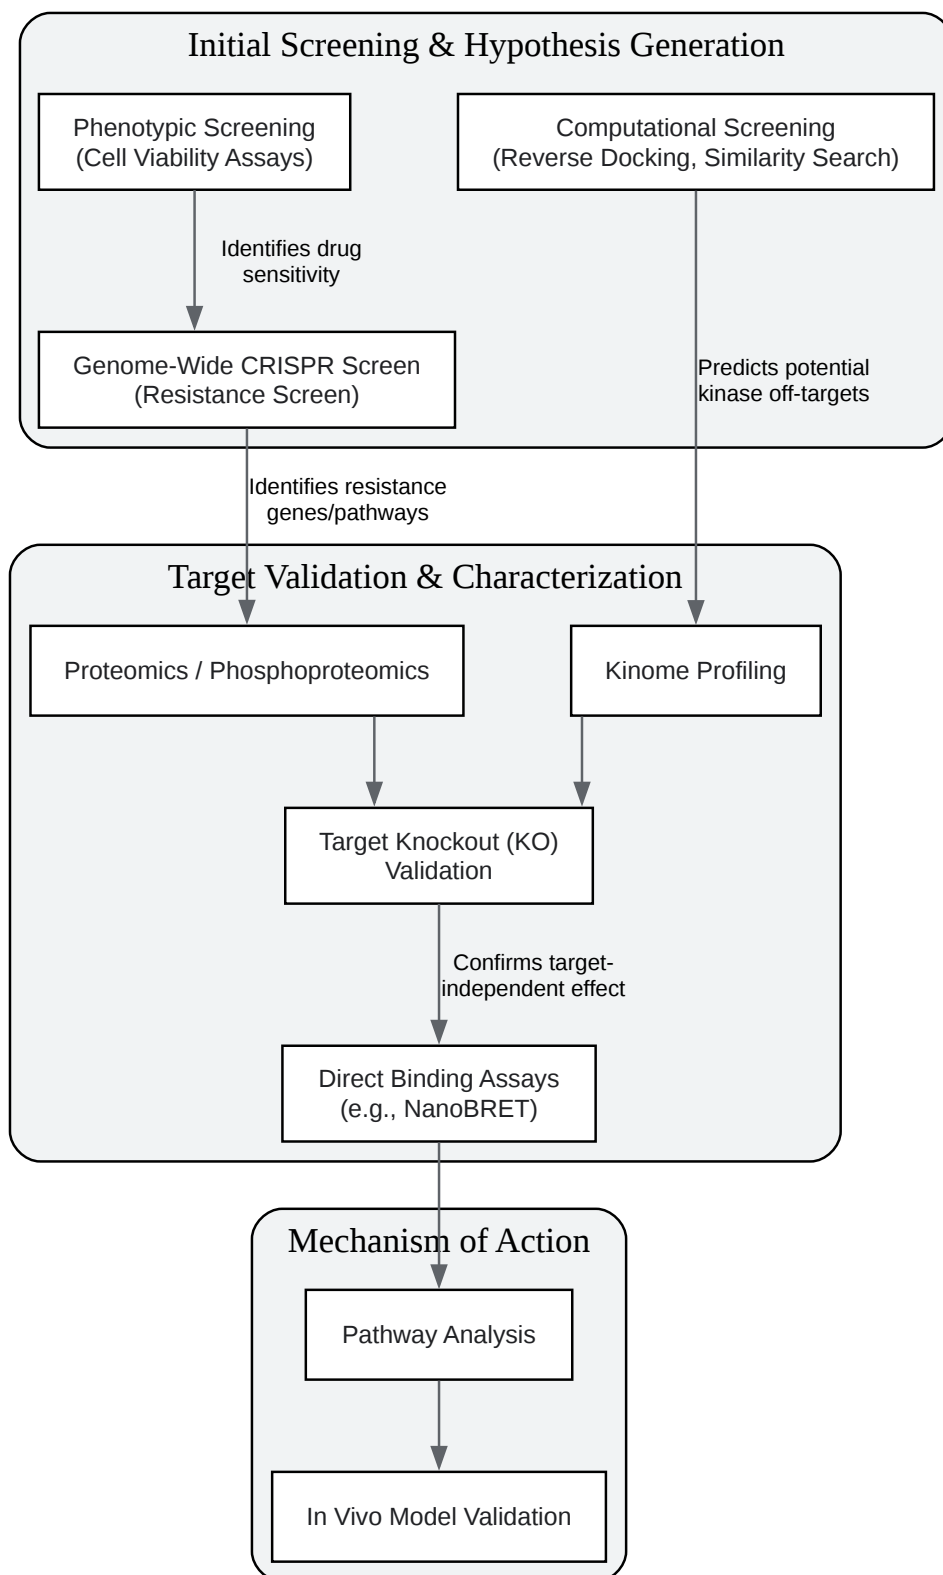 Initial Screening & Hypothesis Generation
Phenotypic Screening
(Cell Viability Assays)
Computational Screening
(Reverse Docking, Similarity Search)
Identifies drug
sensitivity
Genome-Wide CRISPR Screen
(Resistance Screen)
Predicts potential
kinase off-targets
Identifies resistance
genes/pathways
Target Validation & Characterization
Proteomics / Phosphoproteomics
Kinome Profiling
Target Knockout (KO)
Validation
Confirms target-
independent effect
Direct Binding Assays
(e.g., NanoBRET)
Mechanism of Action
Pathway Analysis
In Vivo Model Validation